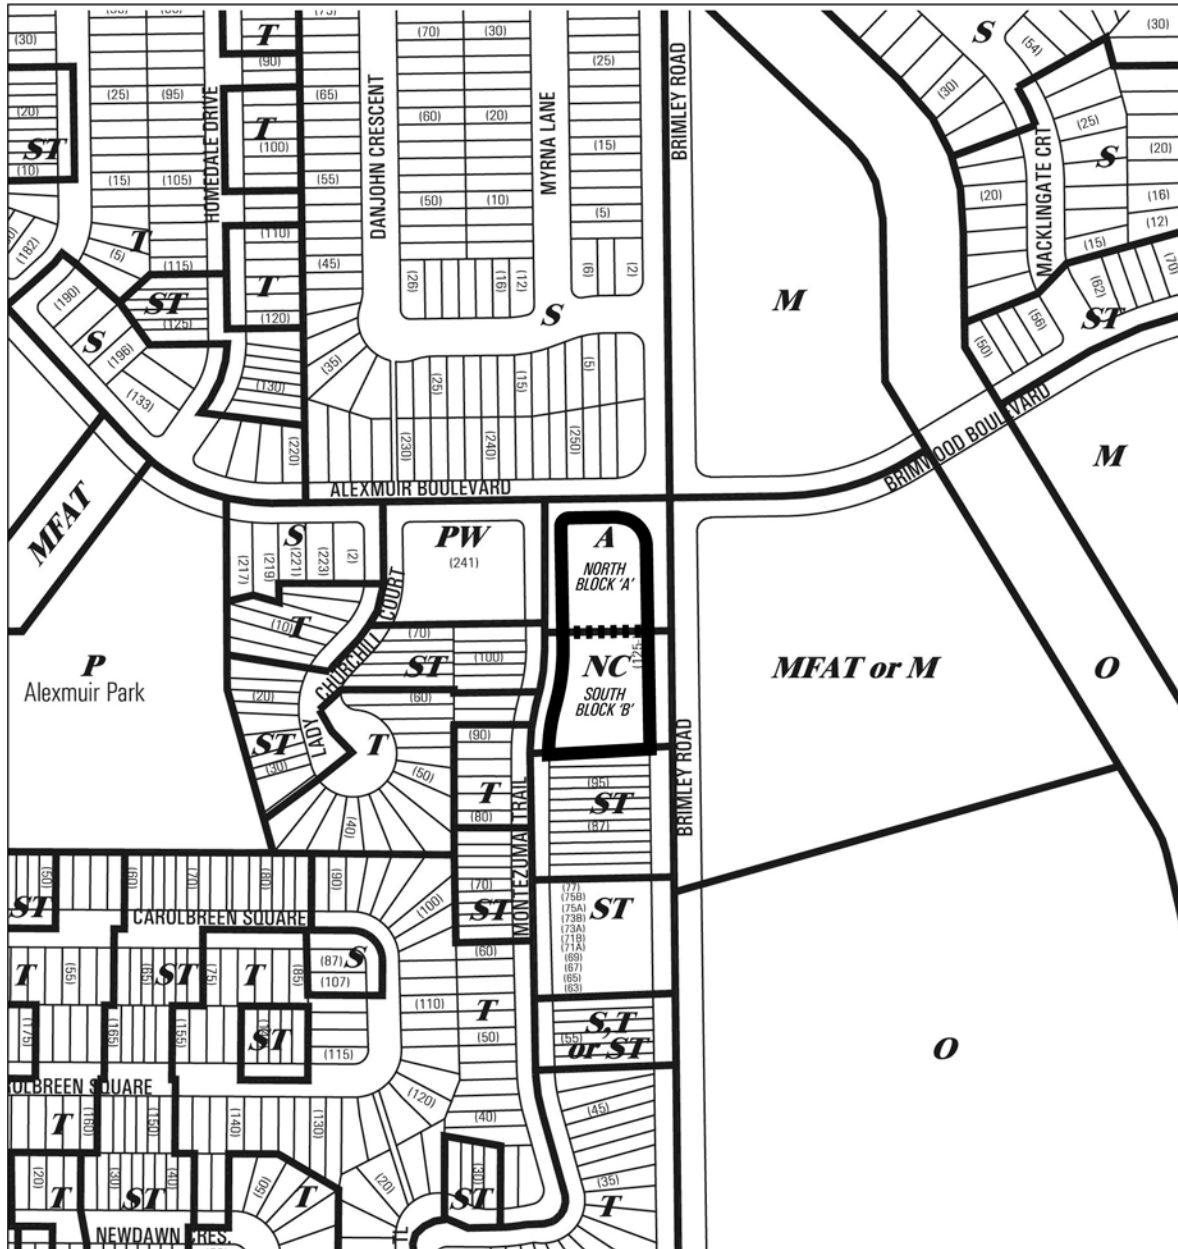 (75)
(30)
T
(90)
(70)
(30)
(25)
BRIMLEY ROAD
S
(54)
(30)
(30)
(20)
ST
(10)
(25)
(95)
HOMEDALE DRIVE
T
(100)
(65)
DANJOHN CRESCENT
(60)
(20)
MYRNA LANE
(15)
(25)
S
(20)
MACKLINGATE CRT
(15)
(105)
(55)
(50)
(10)
(5)
(20)
(16)
(12)
(15)
(182)
T
(5)
(115)
(110)
T
(120)
(45)
(26)
(16)
(12)
(9)
(2)
S
M
(62)
(70)
ST
(56)
(50)
(190)
S
(196)
(133)
ST
(125)
(130)
(35)
(25)
(15)
(5)
(220)
(230)
(240)
(250)
BRIMWOOD BOULEVARD
M
ALEXMUIR BOULEVARD
MFAT
S
(217)
(219)
(221)
(223)
(2)
PW
(241)
A
NORTH
BLOCK 'A'
T
(10)
LADY CHURCHILL COURT
(70)
ST
(100)
NC
(125)
SOUTH
BLOCK 'B'
MFAT or M
O
P
Alexmuir Park
(20)
ST
(30)
(60)
T
(50)
(40)
(90)
T
(80)
MONTEZUMA TRAIL
(95)
ST
(87)
BRIMLEY ROAD
(50)
ST
(60)
(70)
(80)
(90)
(100)
(70)
ST
(77)
(75B)
(75A)
(73B)
(73A)
(71B)
(71A)
(69)
(67)
(65)
(63)
ST
CAROLBREEN SQUARE
T
(55)
(65)
ST
(75)
T
(85)
(87)
S
(107)
(60)
(110)
T
(50)
(175)
(165)
(155)
ST
(115)
S,T
(55)
or ST
O
ROLBREEN SQUARE
T
(160)
(150)
(140)
(130)
(120)
(40)
(45)
(20)
T
(30)
ST
(40)
(50)
T
(20)
(30)
ST
(35)
T
NEWDAWN CRES.
TL